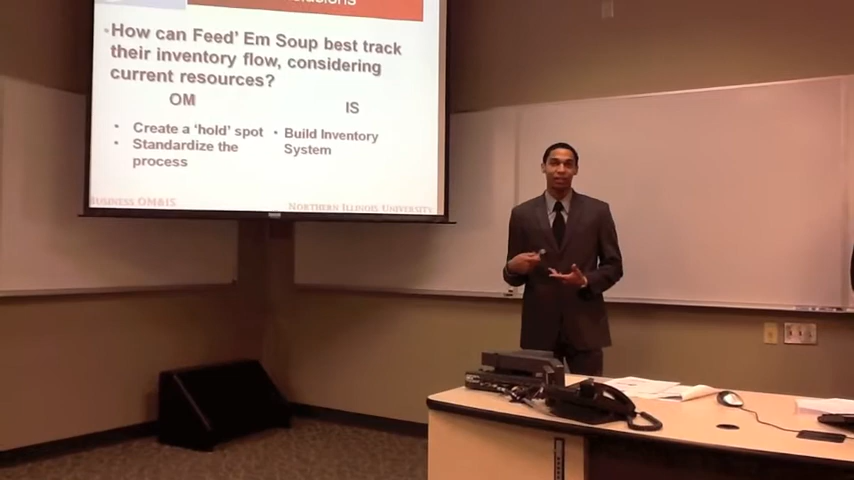 • How can Feed' Em Soup best track
their inventory flow, considering
current resources?
OM
• Create a 'hold' spot
• Standardize the
process
IS
• Build Inventory
System
BUSINESS OM&IS
NORTHERN ILLINOIS UNIVERSITY